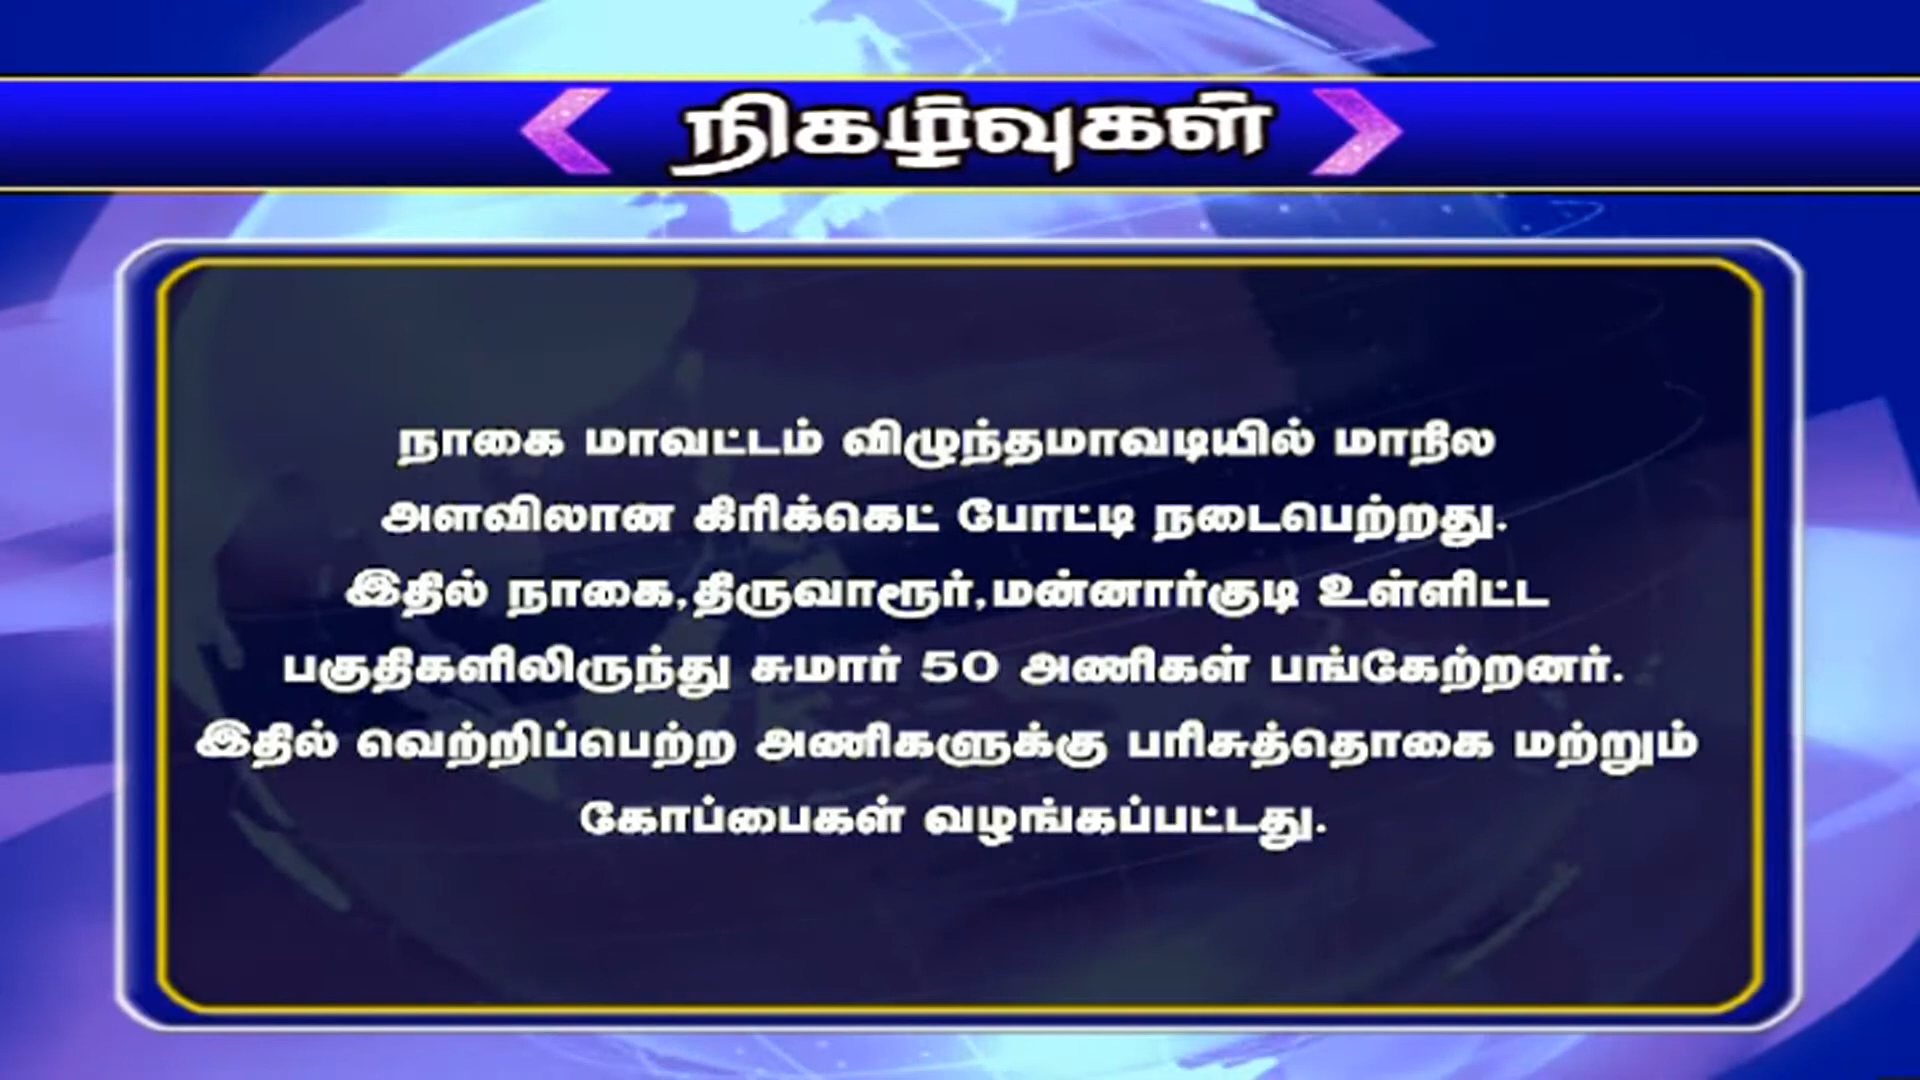 நிகழ்வுகள்
நாகை மாவட்டம் விழுந்தமாவடியில் மாநில
அளவிலான கிரிக்கெட் போட்டி நடைபெற்றது.
இதில் நாகை,திருவாரூர்,மன்னார்குடி உள்ளிட்ட
பகுதிகளிலிருந்து சுமார் 50 அணிகள் பங்கேற்றனர்.
இதில் வெற்றிப்பெற்ற அணிகளுக்கு பரிசுத்தொகை மற்றும்
கோப்பைகள் வழங்கப்பட்டது.